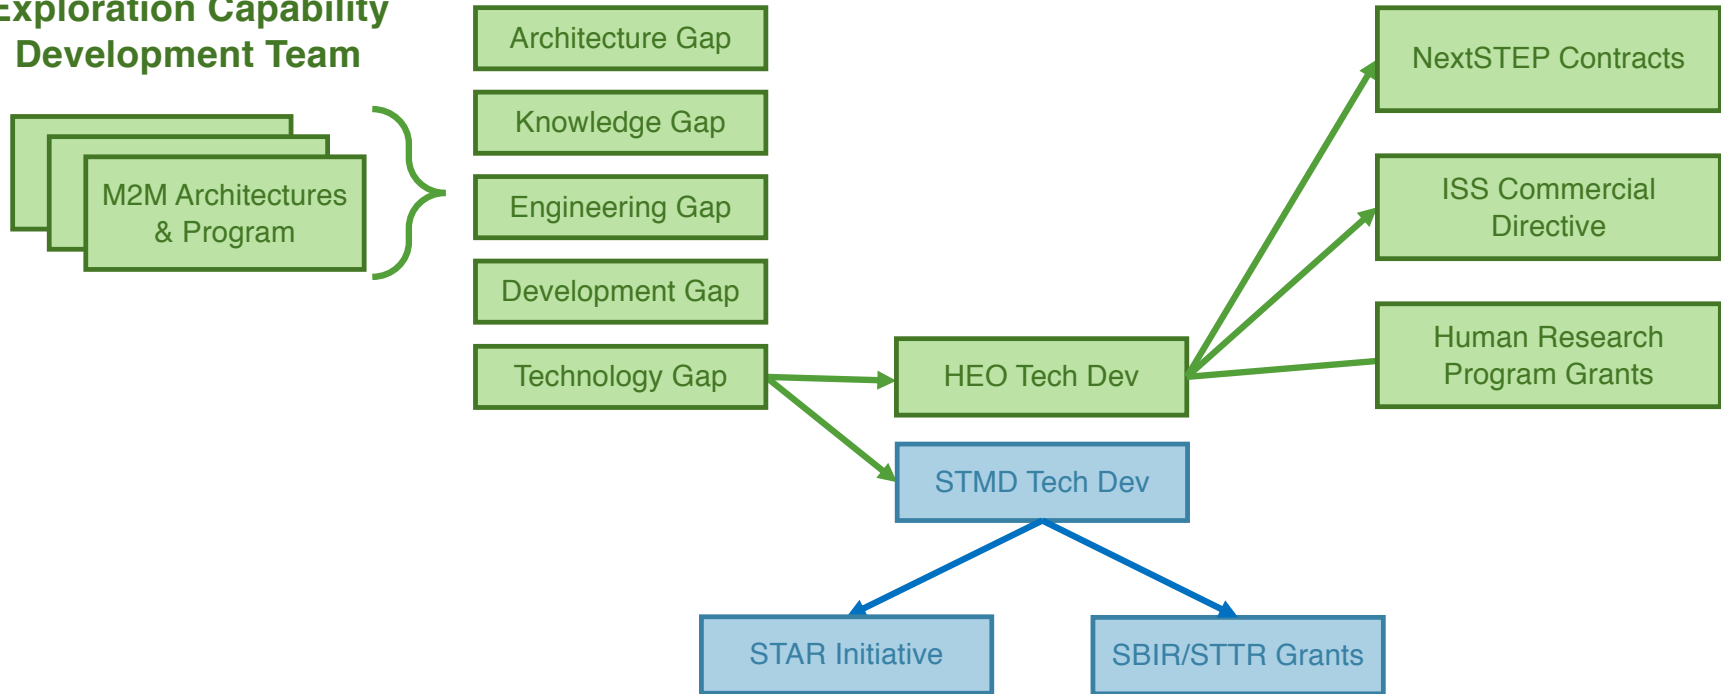 Exploration Capability
Development Team
M2M Architectures
& Program
Architecture Gap
Knowledge Gap
Engineering Gap
Development Gap
Technology Gap
HEO Tech Dev
STMD Tech Dev
NextSTEP Contracts
ISS Commercial
Directive
Human Research
Program Grants
STAR Initiative
SBIR/STTR Grants